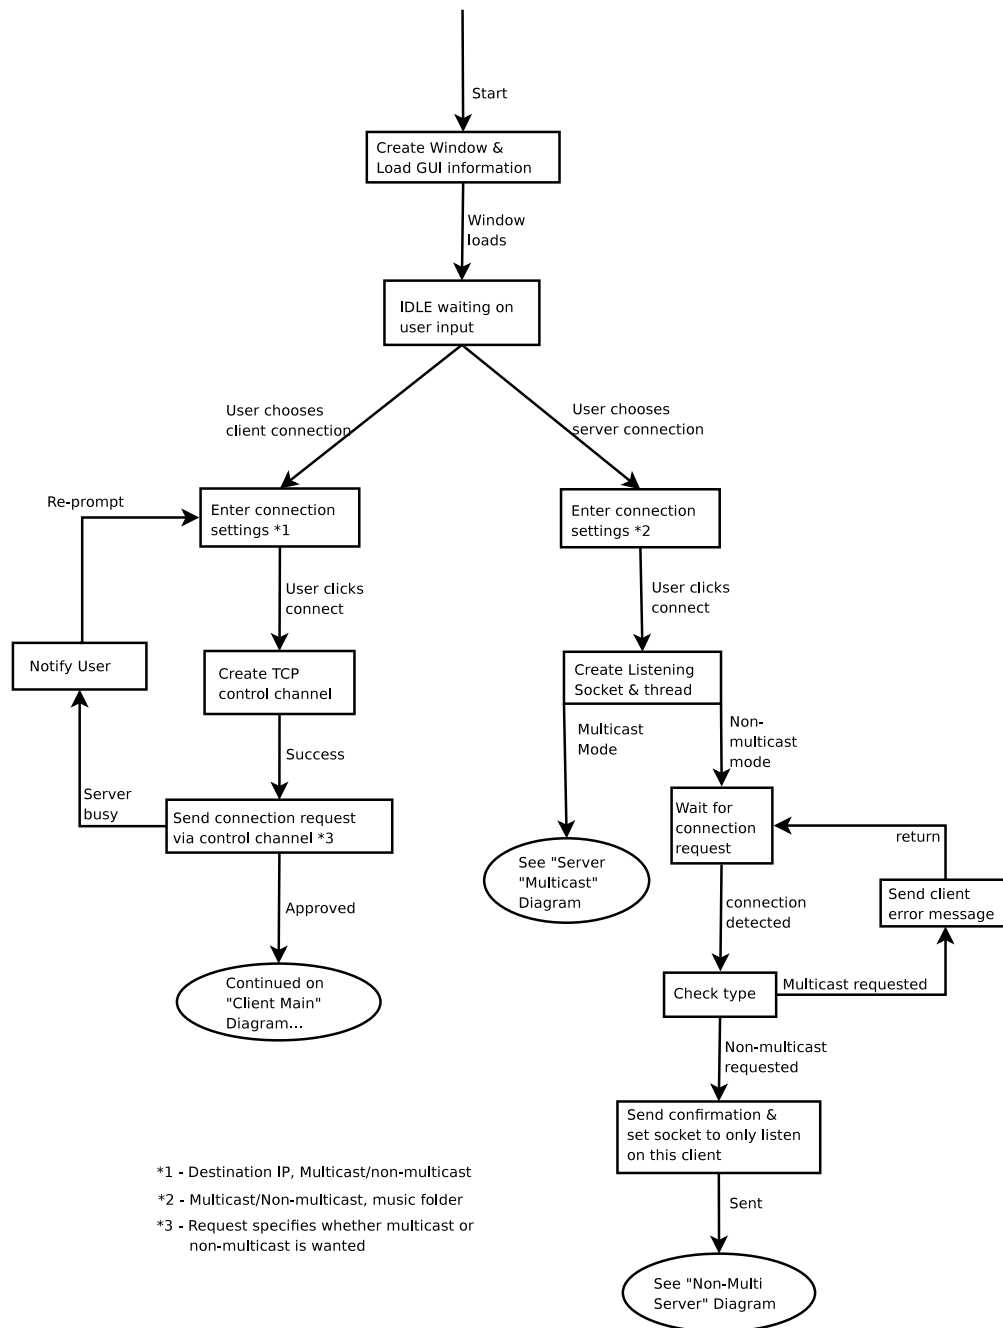 Start
Create Window &
Load GUI information
Window
loads
IDLE waiting on
user input
User chooses
client connection
User chooses
server connection
Re-prompt
Enter connection
settings *1
Enter connection
settings *2
User clicks
connect
User clicks
connect
Notify User
Create TCP
control channel
Create Listening
Socket & thread
Success
Multicast
Mode
Non-
multicast
mode
Server
busy
Send connection request
via control channel *3
Wait for
connection
request
return
See "Server
"Multicast"
Diagram
Send client
error message
Approved
connection
detected
Continued on
"Client Main"
Diagram...
Check type
Multicast requested
Non-multicast
requested
Send confirmation &
set socket to only listen
on this client
*1 - Destination IP, Multicast/non-multicast
*2 - Multicast/Non-multicast, music folder
*3 - Request specifies whether multicast or
non-multicast is wanted
Sent
See "Non-Multi
Server" Diagram